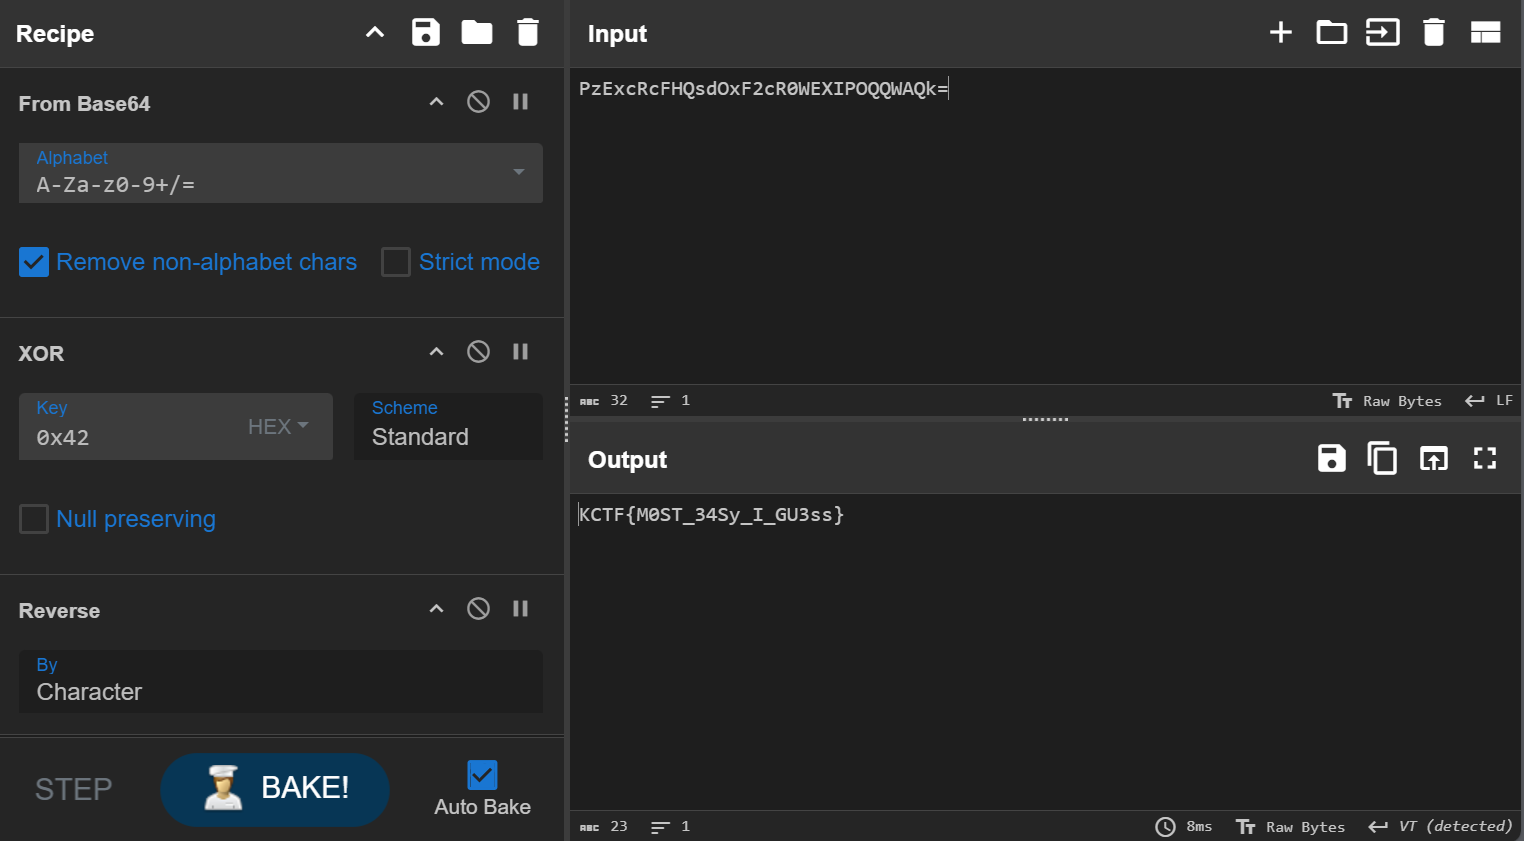 Recipe
From Base64
Alphabet
A-Za-z0-9+/=
Remove non-alphabet chars Strict mode
XOR
Key
0x42
HEX
Scheme
Standard
Null preserving
Reverse
By
Character
STEP
BAKE!
Auto Bake
Input
PzExcRcFHQsdOxF2cR0WEXIPOQQWAQk=
ABC 32 1 Tт Raw Bytes LF
Output
KCTF{M0ST_34Sy_I_GU3ss}
ABC 23 1 8ms Tт Raw Bytes VT (detected)